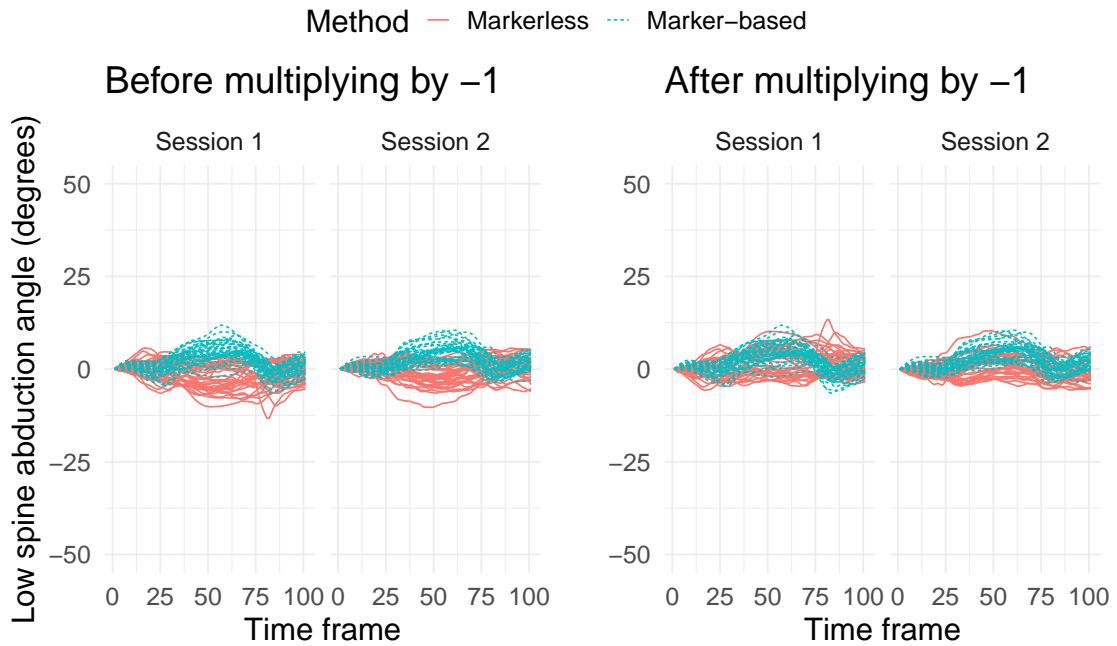 Method Markerless Marker−based
Before multiplying by −1 After multiplying by −1
Session 1 Session 2 Session 1 Session 2
Low spine abduction angle (degrees)
50 50
25 25
0 0
−25 −25
−50 −50
0 25 50 75 100 0 25 50 75 100 0 25 50 75 100 0 25 50 75 100
Time frame Time frame